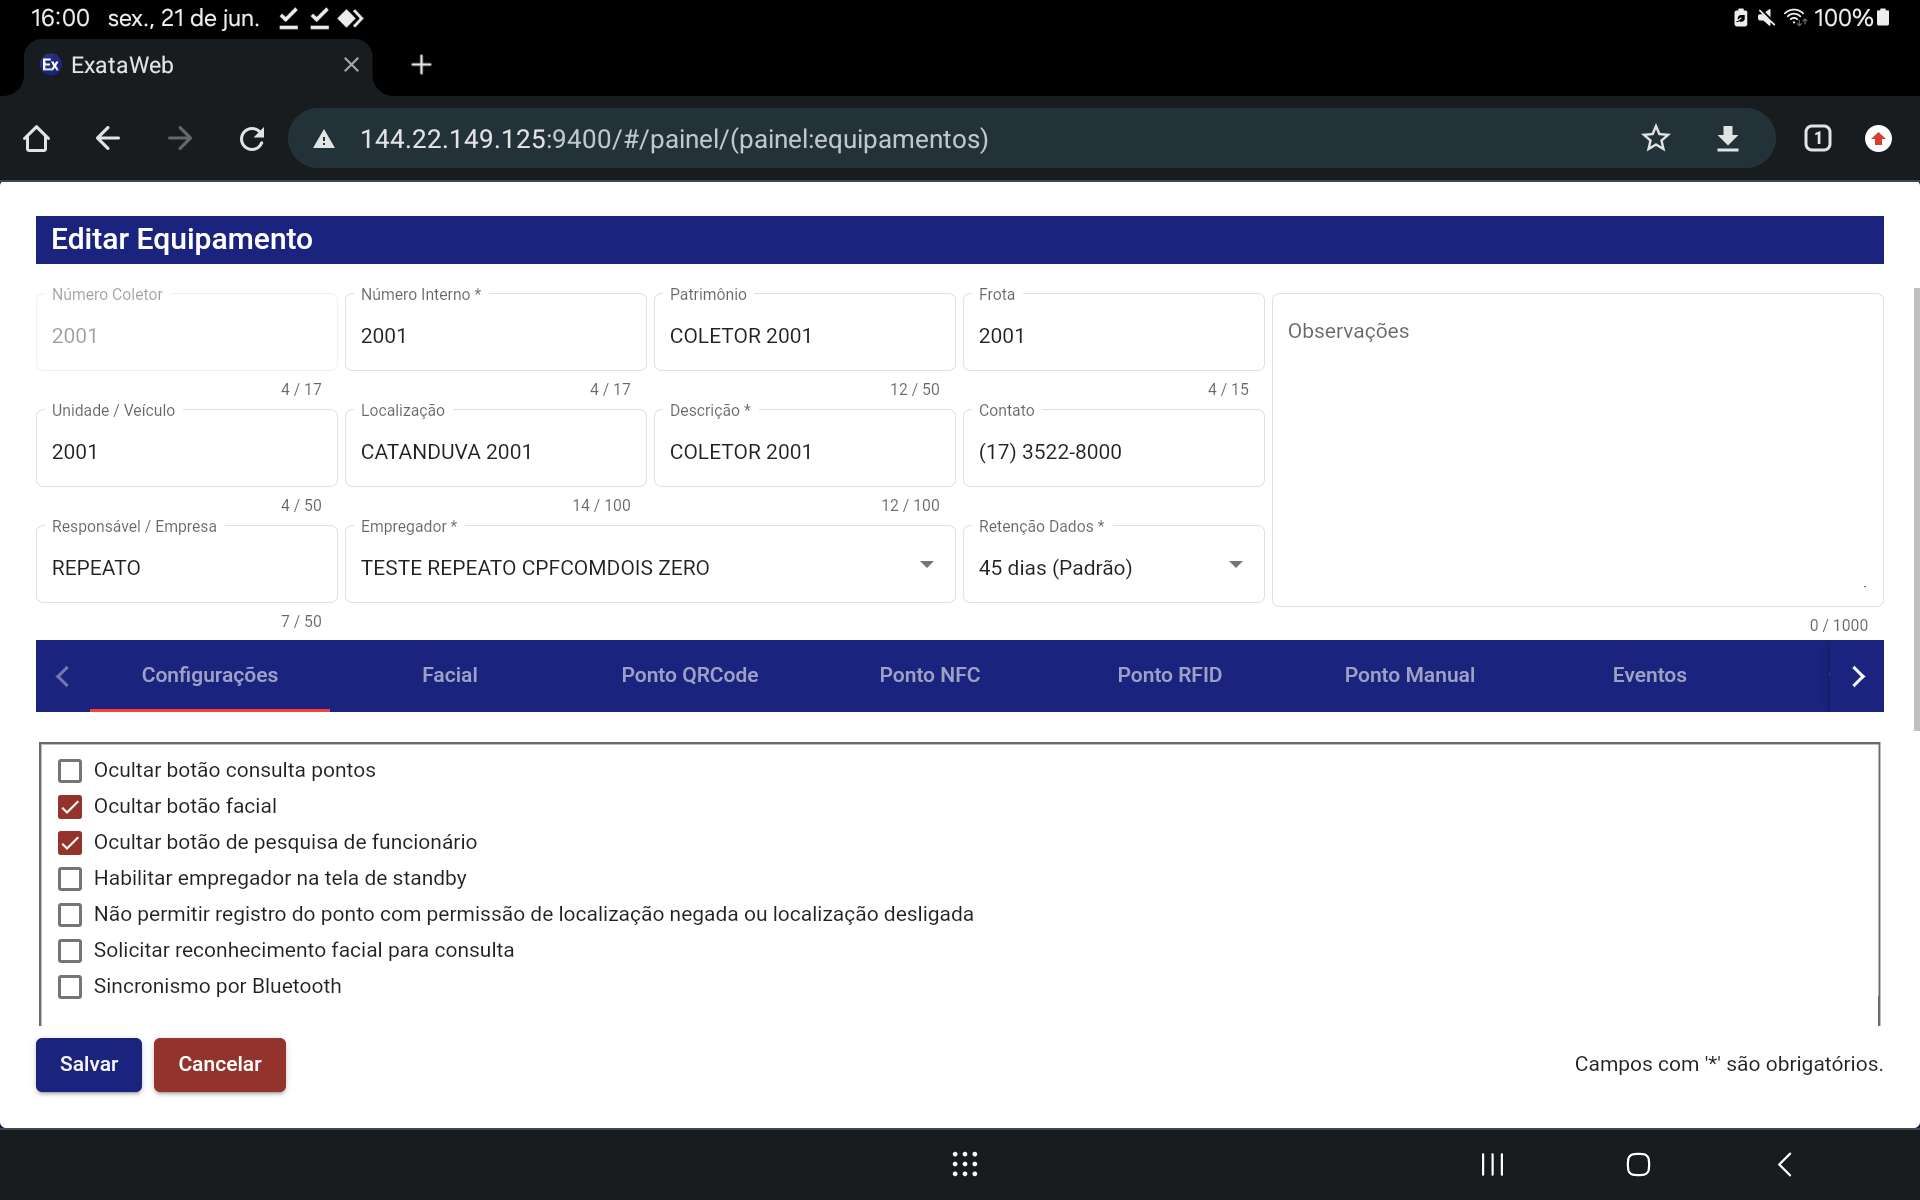 16:00 sex., 21 de jun. 100%
Ex ExataWeb
144.22.149.125:9400/#/painel/(painel:equipamentos) 1
Editar Equipamento
Número Coletor Número Interno * Patrimônio Frota
2001 2001 COLETOR 2001 2001 Observações
4 / 17 4 / 17 12 / 50 4 / 15
Unidade / Veículo Localização Descrição * Contato
2001 CATANDUVA 2001 COLETOR 2001 (17) 3522-8000
4 / 50 14 / 100 12 / 100
Responsável / Empresa Empregador * Retenção Dados *
REPEATO TESTE REPEATO CPFCOMDOIS ZERO 45 dias (Padrão)
7 / 50 0 / 1000
Configurações Facial Ponto QRCode Ponto NFC Ponto RFID Ponto Manual Eventos
Ocultar botão consulta pontos
Ocultar botão facial
Ocultar botão de pesquisa de funcionário
Habilitar empregador na tela de standby
Não permitir registro do ponto com permissão de localização negada ou localização desligada
Solicitar reconhecimento facial para consulta
Sincronismo por Bluetooth
Salvar Cancelar Campos com '*' são obrigatórios.